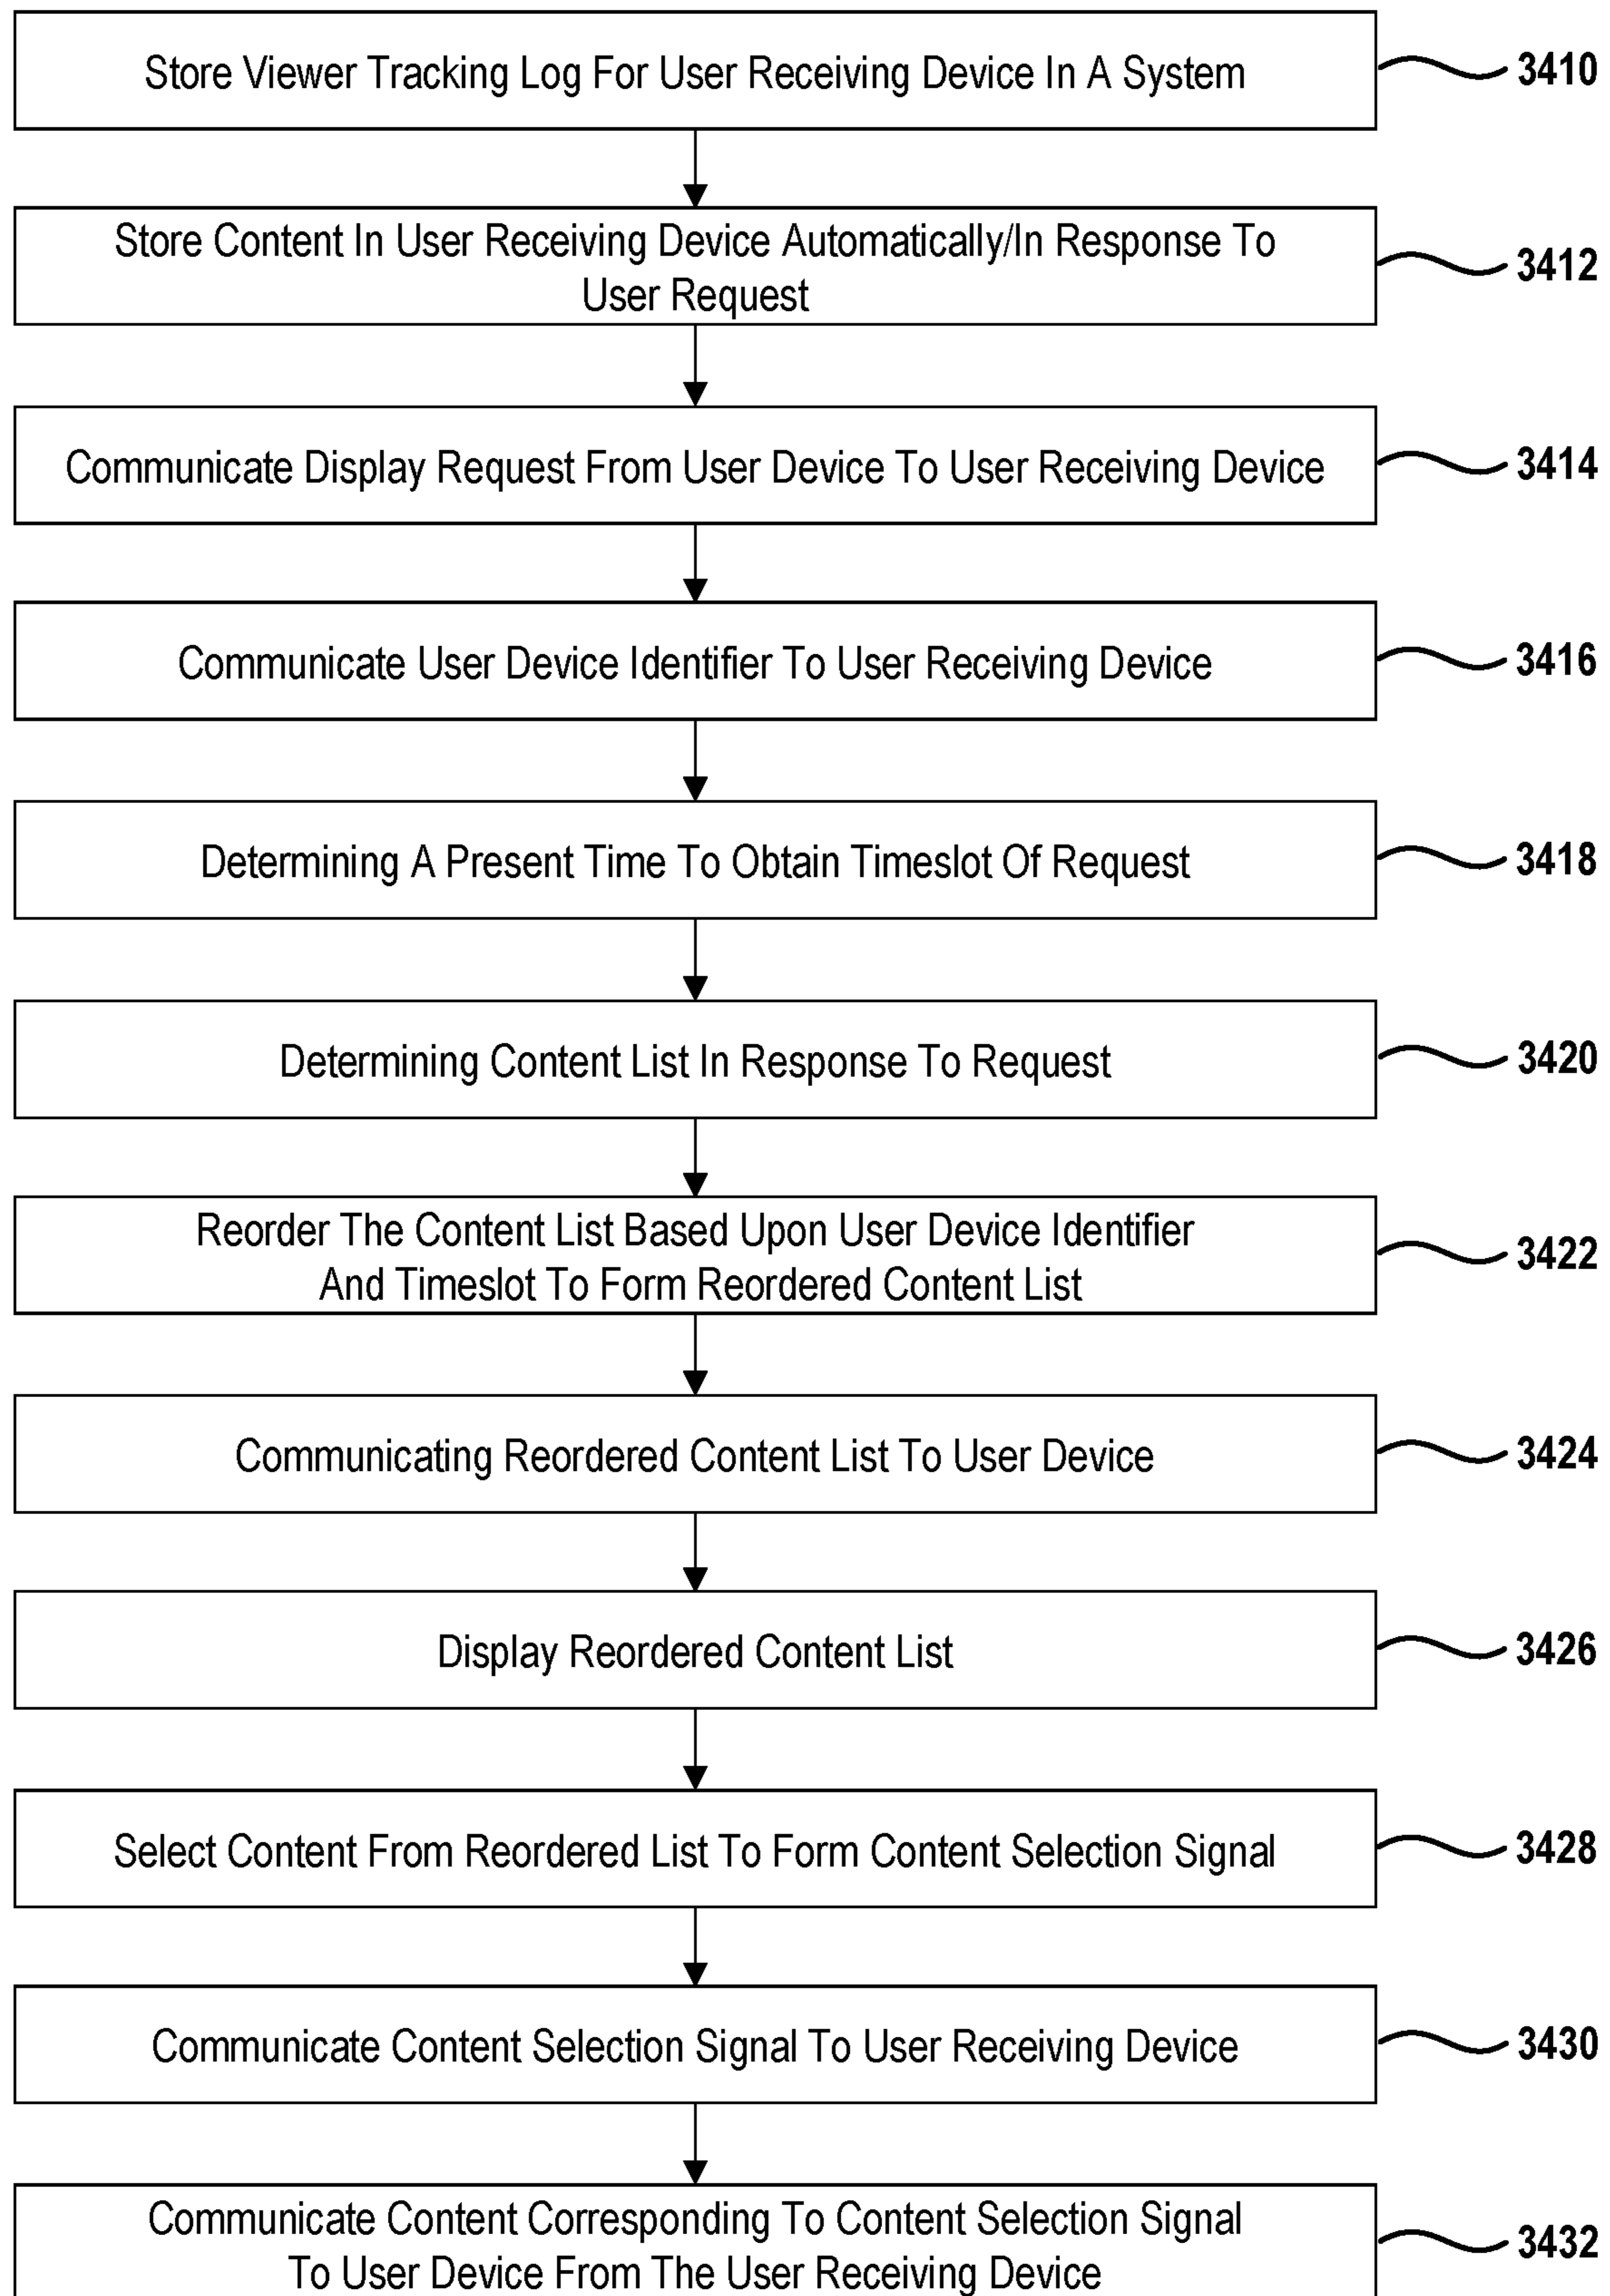 Store Viewer Tracking Log For User Receiving Device In A System
3410
Store Content In User Receiving Device Automatically/In Response To
User Request
3412
Communicate Display Request From User Device To User Receiving Device
3414
Communicate User Device Identifier To User Receiving Device
3416
Determining A Present Time To Obtain Timeslot Of Request
3418
Determining Content List In Response To Request
3420
Reorder The Content List Based Upon User Device Identifier
And Timeslot To Form Reordered Content List
3422
Communicating Reordered Content List To User Device
3424
Display Reordered Content List
3426
Select Content From Reordered List To Form Content Selection Signal
3428
Communicate Content Selection Signal To User Receiving Device
3430
Communicate Content Corresponding To Content Selection Signal
To User Device From The User Receiving Device
3432